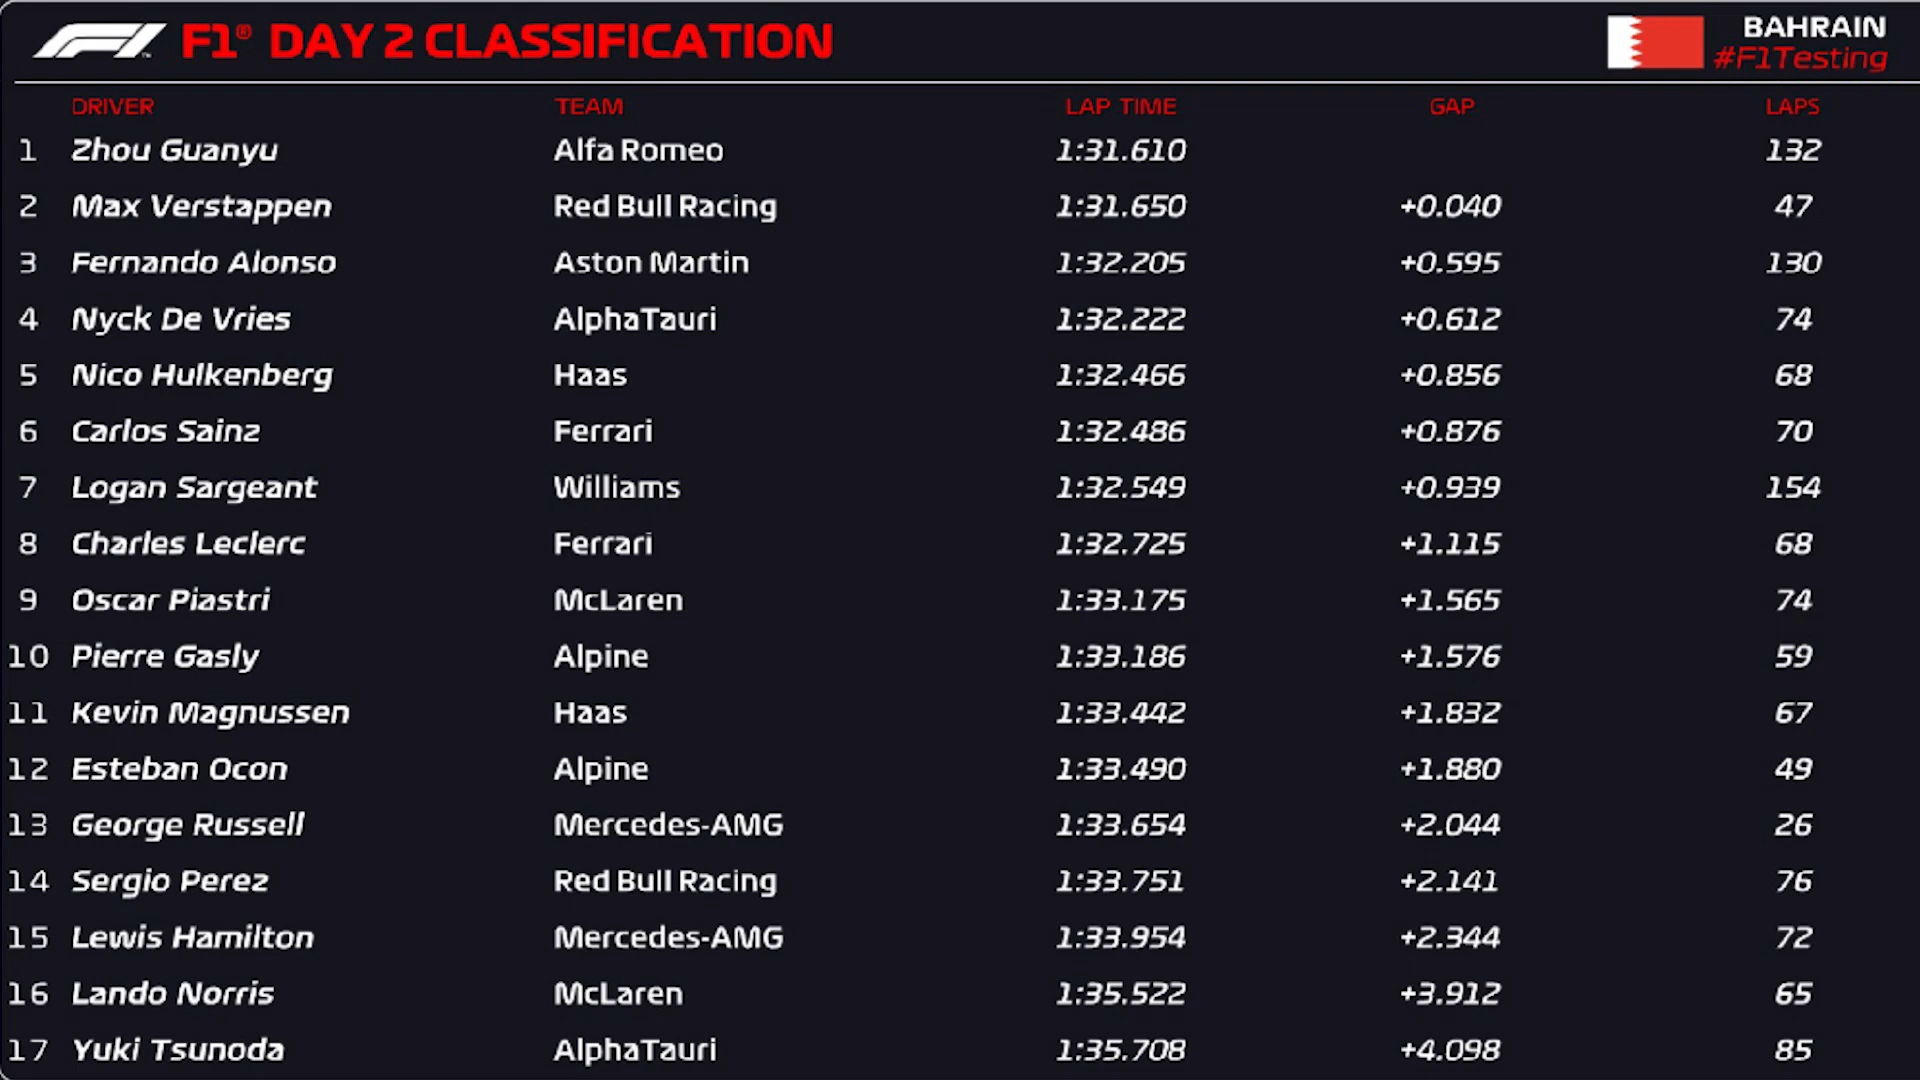 F1™ F1® DAY 2 CLASSIFICATION BAHRAIN
#F1Testing
DRIVER TEAM LAP TIME GAP LAPS
1 Zhou Guanyu Alfa Romeo 1:31.610 132
2 Max Verstappen Red Bull Racing 1:31.650 +0.040 47
3 Fernando Alonso Aston Martin 1:32.205 +0.595 130
4 Nyck De Vries AlphaTauri 1:32.222 +0.612 74
5 Nico Hulkenberg Haas 1:32.466 +0.856 68
6 Carlos Sainz Ferrari 1:32.486 +0.876 70
7 Logan Sargeant Williams 1:32.549 +0.939 154
8 Charles Leclerc Ferrari 1:32.725 +1.115 68
9 Oscar Piastri McLaren 1:33.175 +1.565 74
10 Pierre Gasly Alpine 1:33.186 +1.576 59
11 Kevin Magnussen Haas 1:33.442 +1.832 67
12 Esteban Ocon Alpine 1:33.490 +1.880 49
13 George Russell Mercedes-AMG 1:33.654 +2.044 26
14 Sergio Perez Red Bull Racing 1:33.751 +2.141 76
15 Lewis Hamilton Mercedes-AMG 1:33.954 +2.344 72
16 Lando Norris McLaren 1:35.522 +3.912 65
17 Yuki Tsunoda AlphaTauri 1:35.708 +4.098 85